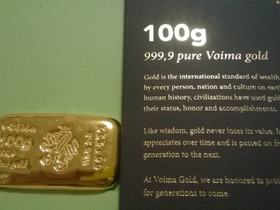 100g
999,9 pure Voima gold
Gold is the international standard of wealth
by every person, nation and culture on earth
human history, civilizations have used gold
their status, honor and accomplishments.
Like wisdom, gold never loses its value. I
appreciates over time and is passed on fr
generation to the next.
At Voima Gold, we are honored to pro
for generations to come.